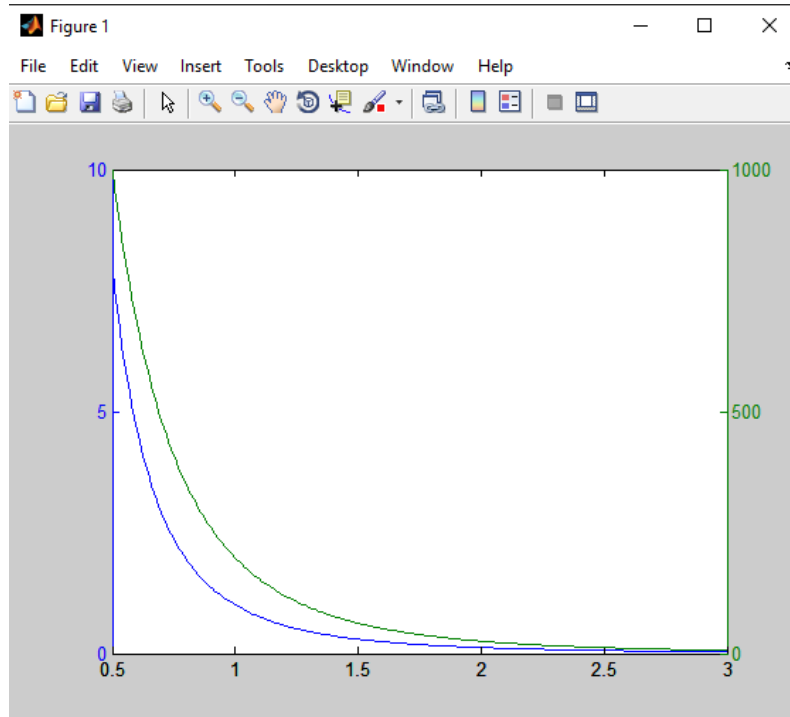 Figure 1
File Edit View Insert Tools Desktop Window Help
10 1000
5 500
0 0
0.5 1 1.5 2 2.5 3